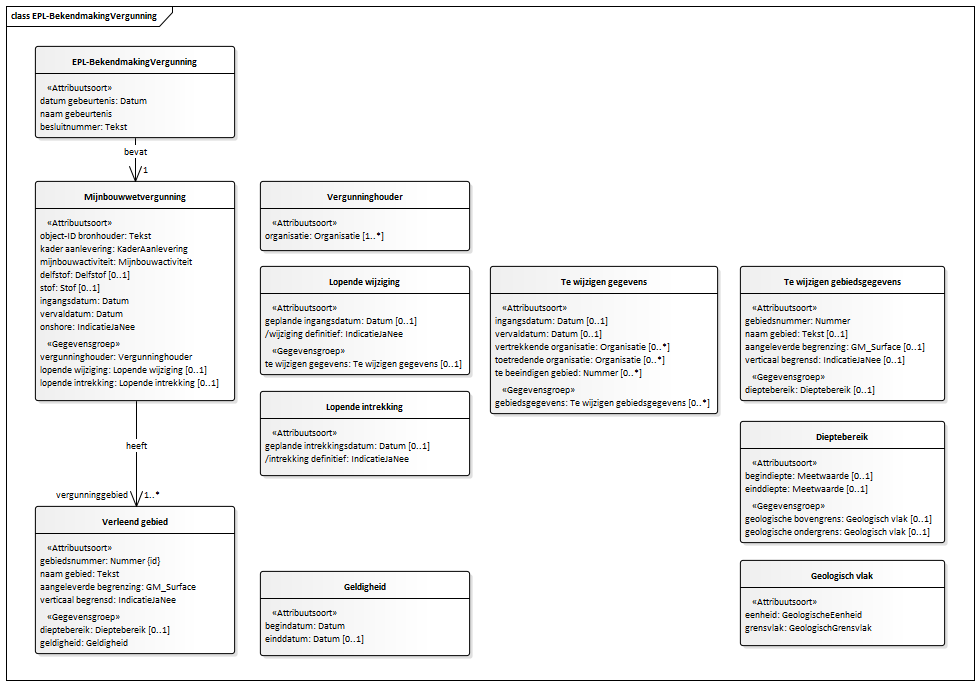 class EPL-BekendmakingVergunning
EPL-BekendmakingVergunning
«Attribuutsoort»
datum gebeurtenis: Datum
naam gebeurtenis
besluitnummer: Tekst
bevat
1
Mijnbouwwetvergunning
«Attribuutsoort»
object-ID bronhouder: Tekst
kader aanlevering: KaderAanlevering
mijnbouwactiviteit: Mijnbouwactiviteit
delfstof: Delfstof [0..1]
stof: Stof [0..1]
ingangsdatum: Datum
vervaldatum: Datum
onshore: IndicatieJaNee
«Gegevensgroep»
vergunninghouder: Vergunninghouder
lopende wijziging: Lopende wijziging [0..1]
lopende intrekking: Lopende intrekking [0..1]
heeft
vergunninggebied
1..*
Verleend gebied
«Attribuutsoort»
gebiedsnummer: Nummer {id}
naam gebied: Tekst
aangeleverde begrenzing: GM_Surface
verticaal begrensd: IndicatieJaNee
«Gegevensgroep»
dieptebereik: Dieptebereik [0..1]
geldigheid: Geldigheid
Vergunninghouder
«Attribuutsoort»
organisatie: Organisatie [1..*]
Lopende wijziging
«Attribuutsoort»
geplande ingangsdatum: Datum [0..1]
/wijziging definitief: IndicatieJaNee
«Gegevensgroep»
te wijzigen gegevens: Te wijzigen gegevens [0..1]
Lopende intrekking
«Attribuutsoort»
geplande intrekkingsdatum: Datum [0..1]
/intrekking definitief: IndicatieJaNee
Geldigheid
«Attribuutsoort»
begindatum: Datum
einddatum: Datum [0..1]
Te wijzigen gegevens
«Attribuutsoort»
ingangsdatum: Datum [0..1]
vervaldatum: Datum [0..1]
vertrekkende organisatie: Organisatie [0..*]
toetredende organisatie: Organisatie [0..*]
te beeindigen gebied: Nummer [0..*]
«Gegevensgroep»
gebiedsgegevens: Te wijzigen gebiedsgegevens [0..*]
Te wijzigen gebiedsgegevens
«Attribuutsoort»
gebiedsnummer: Nummer
naam gebied: Tekst [0..1]
aangeleverde begrenzing: GM_Surface [0..1]
verticaal begrensd: IndicatieJaNee [0..1]
«Gegevensgroep»
dieptebereik: Dieptebereik [0..1]
Dieptebereik
«Attribuutsoort»
begindiepte: Meetwaarde [0..1]
einddiepte: Meetwaarde [0..1]
«Gegevensgroep»
geologische bovengrens: Geologisch vlak [0..1]
geologische ondergrens: Geologisch vlak [0..1]
Geologisch vlak
«Attribuutsoort»
eenheid: GeologischeEenheid
grensvlak: GeologischGrensvlak